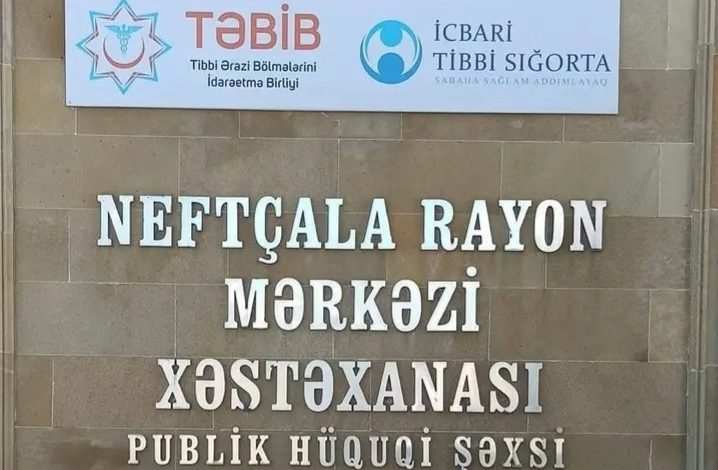 TƏBİB
Tibbi Ərazi Bölmələrini
İdarəetmə Birliyi
İCBARİ
TİBBİ SIĞORTA
SABAHA SAĞLAM ADDIMLAYAQ
NEFTÇALA RAYON
MƏRKƏZİ
XƏSTƏXANASI
PUBLİK HÜQUQİ ŞƏXSİ